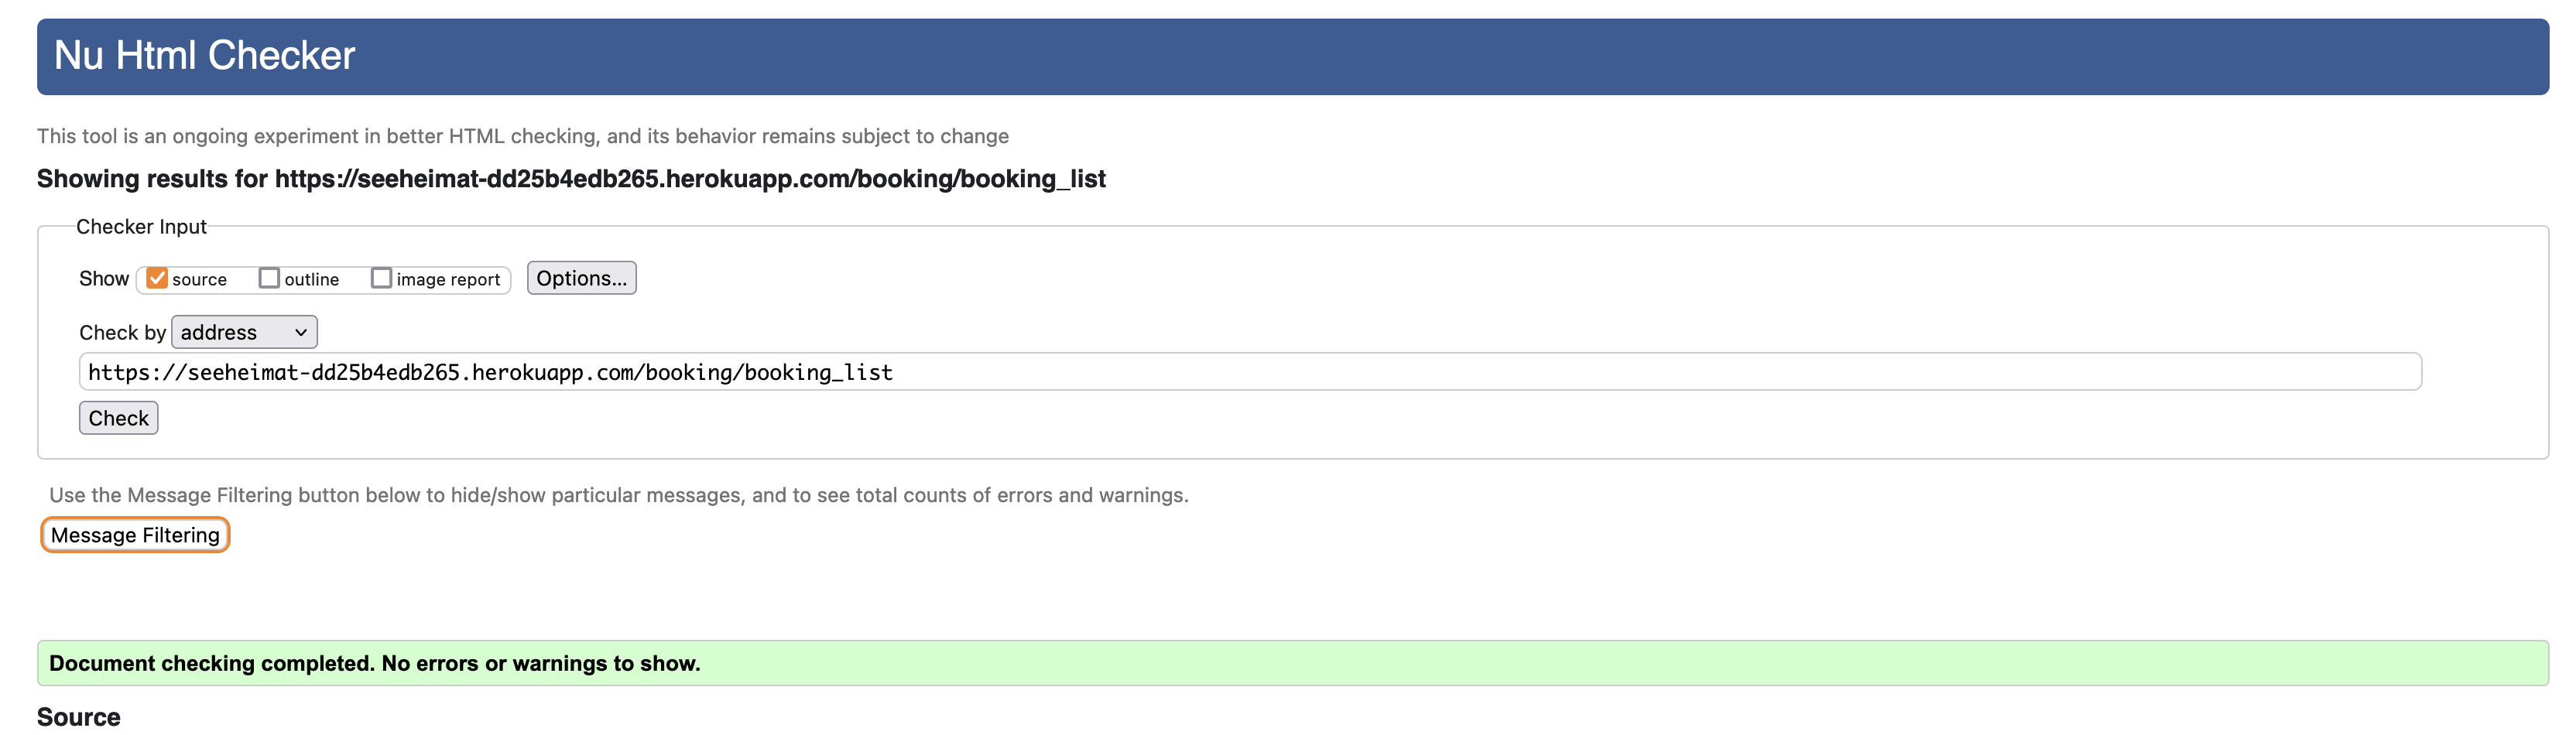 Nu Html Checker
This tool is an ongoing experiment in better HTML checking, and its behavior remains subject to change
Showing results for https://seeheimat-dd25b4edb265.herokuapp.com/booking/booking_list
Checker Input
Show source outline image report Options...
Check by address
https://seeheimat-dd25b4edb265.herokuapp.com/booking/booking_list
Check
Use the Message Filtering button below to hide/show particular messages, and to see total counts of errors and warnings.
Message Filtering
Document checking completed. No errors or warnings to show.
Source